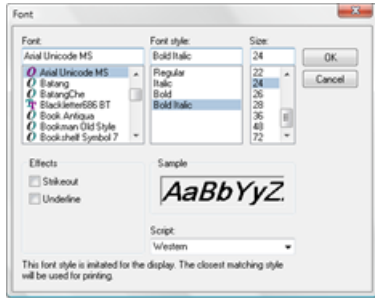 Font
Font: Font style: Size:
Arial Unicode MS Bold Italic 24 OK
Arial Unicode MS Regular 22 Cancel
Batang Italic 24
BatangChe Bold 26
Blackletter686 BT Bold Italic 28
Book Antiqua 36
Bookman Old Style 48
Bookshelf Symbol 7 72
Effects Sample
Strikeout AaBbYyZ
Underline
Script:
Western
This font style is imitated for the display. The closest matching style
will be used for printing.